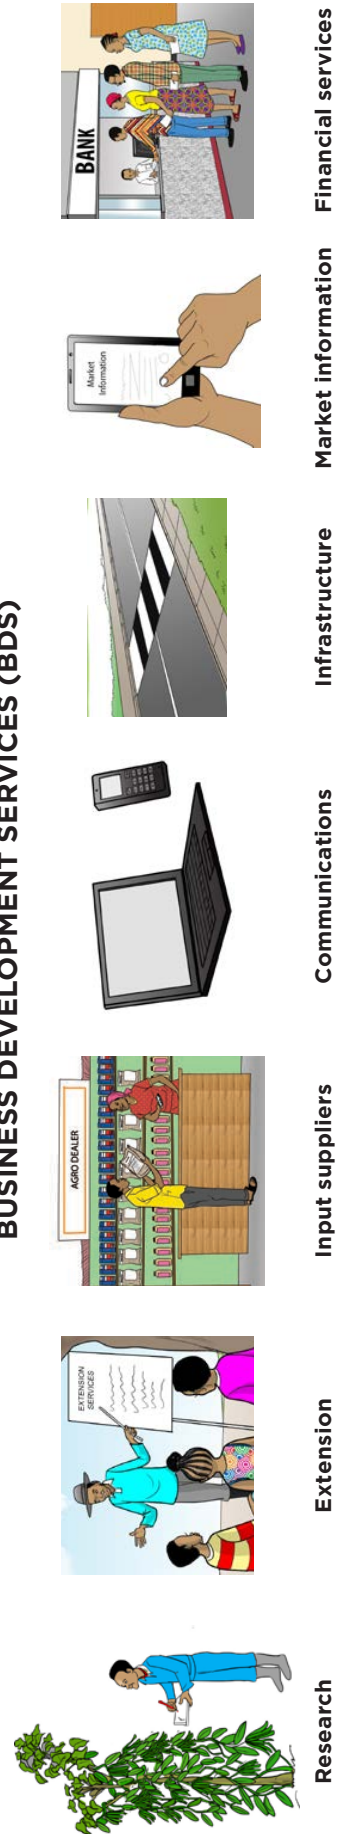 BUSINESS DEVELOPMENT SERVICES (BDS)
EXTENSION
SERVICES
AGRO DEALER
Market
Information
BANK
Research
Extension
Input suppliers
Communications
Infrastructure
Market information
Financial services